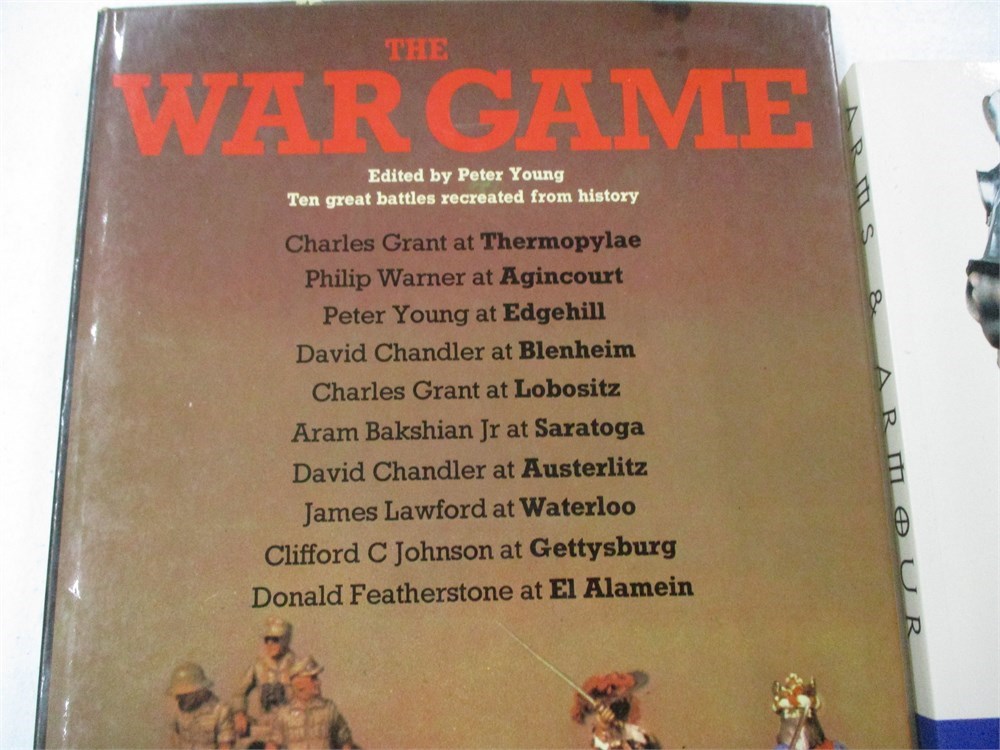 THE
WAR GAME
Edited by Peter Young
Ten great battles recreated from history
Charles Grant at Thermopylae
Philip Warner at Agincourt
Peter Young at Edgehill
David Chandler at Blenheim
Charles Grant at Lobositz
Aram Bakshian Jr at Saratoga
David Chandler at Austerlitz
James Lawford at Waterloo
Clifford C Johnson at Gettysburg
Donald Featherstone at El Alamein
ARMS & ARMOUR